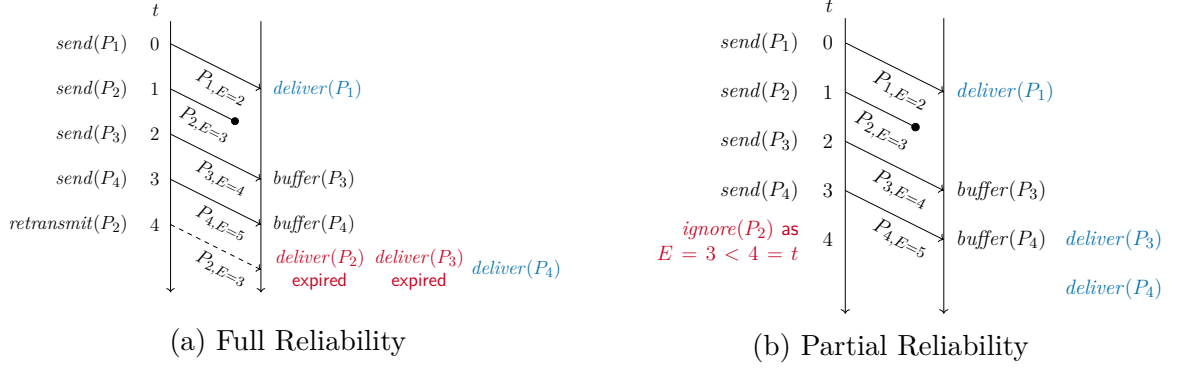 t
send(P₁) 0
P₁,E=2
send(P₂) 1 deliver(P₁)
P₂,E=3
send(P₃) 2
P₃,E=4
send(P₄) 3 buffer(P₃)
P₄,E=5
retransmit(P₂) 4 buffer(P₄)
P₂,E=3
deliver(P₂) deliver(P₃) deliver(P₄)
expired expired
(a) Full Reliability
t
send(P₁) 0
P₁,E=2
send(P₂) 1 deliver(P₁)
P₂,E=3
send(P₃) 2
P₃,E=4
send(P₄) 3 buffer(P₃)
P₄,E=5
ignore(P₂) as
E = 3 < 4 = t
4 buffer(P₄) deliver(P₃)
deliver(P₄)
(b) Partial Reliability